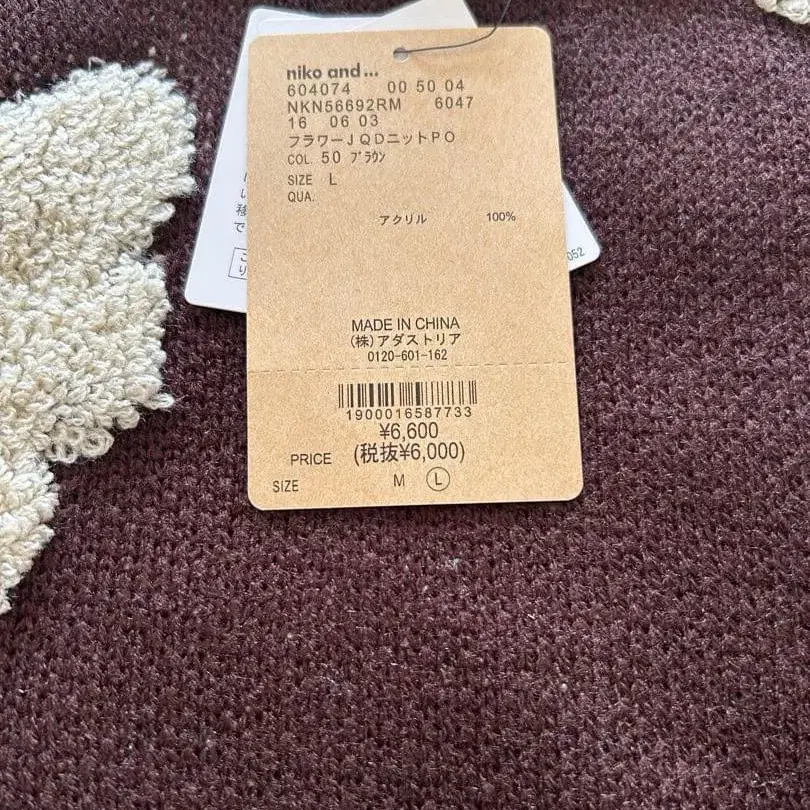 niko and...
604074 00 50 04
NKN56692RM 6047
16 06 03
フラワーJQDニットPO
COL. 50 ブラウン
SIZE L
QUA.
アクリル 100%
MADE IN CHINA
(株)アダストリア
0120-601-162
1900016587733
¥6,600
PRICE (税抜¥6,000)
SIZE M L
移
で
052